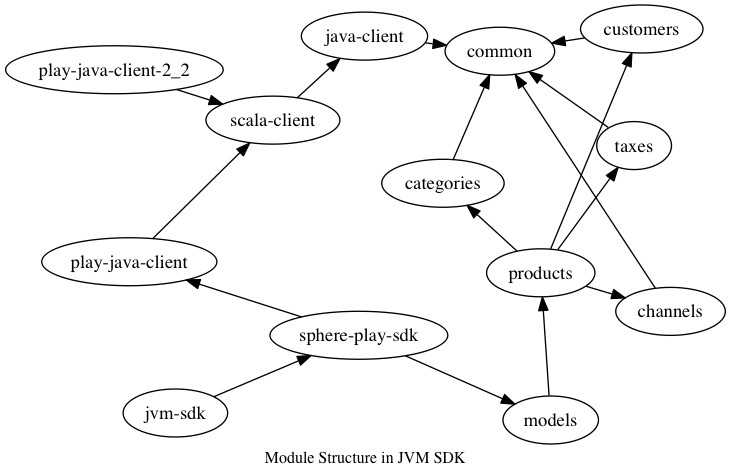 customers
java-client
common
play-java-client-2_2
scala-client
taxes
categories
play-java-client
products
channels
sphere-play-sdk
jvm-sdk
models
Module Structure in JVM SDK